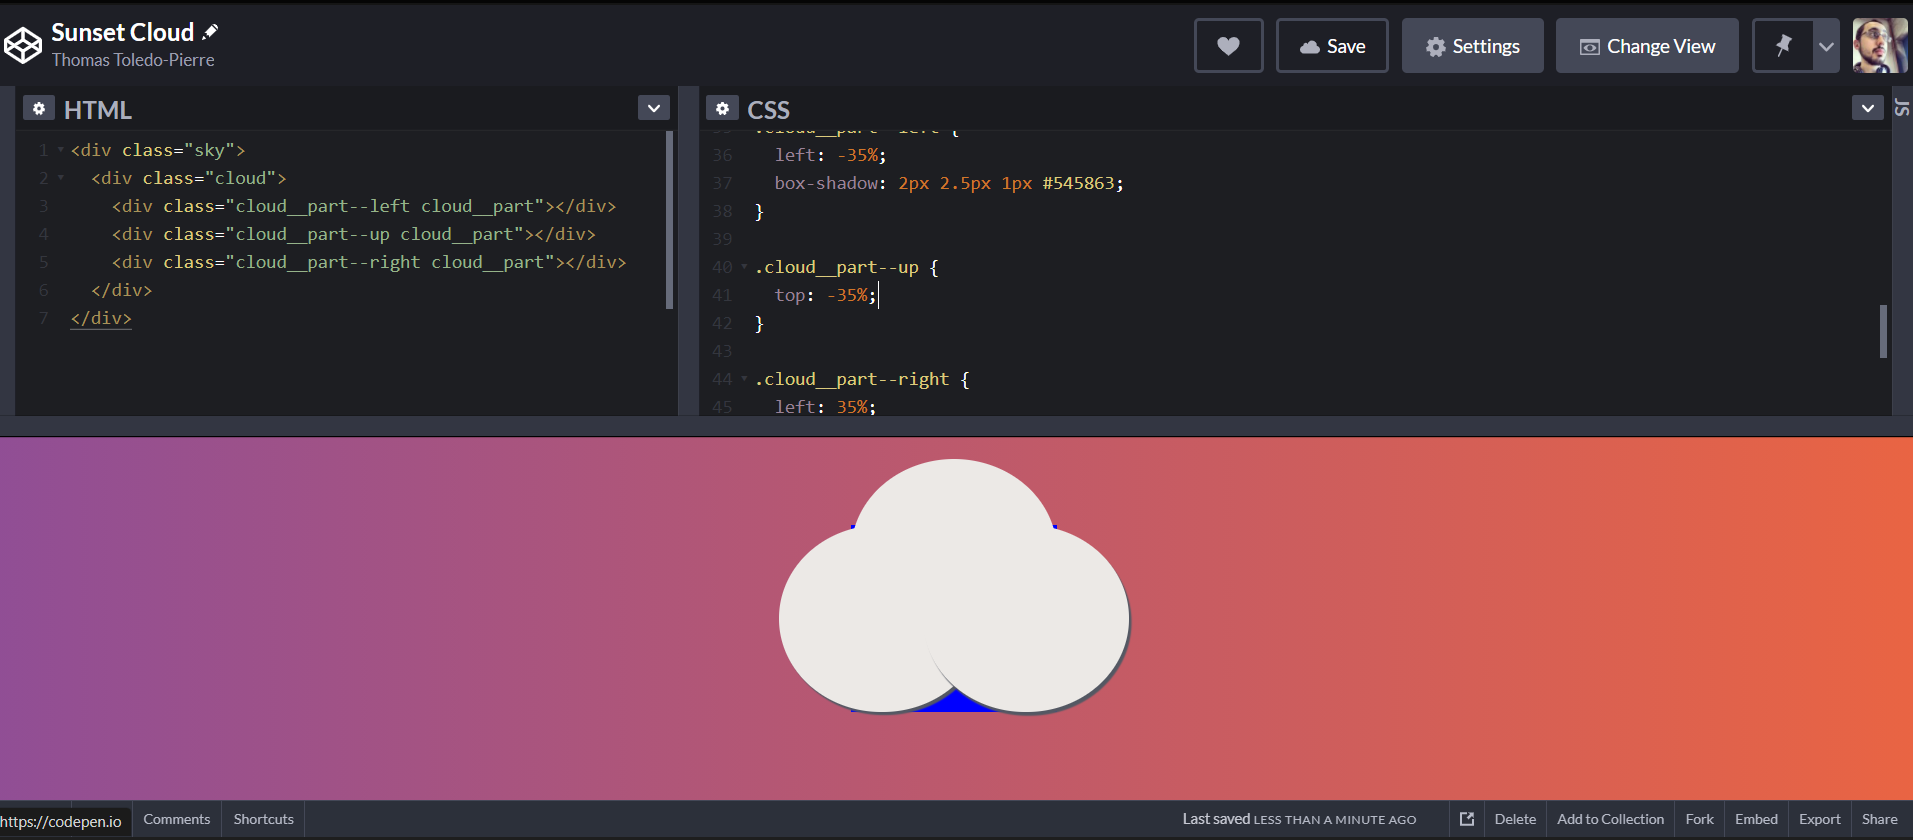 Sunset Cloud
Thomas Toledo-Pierre
Save
Settings
Change View
HTML
1 <div class="sky">
2 <div class="cloud">
3 <div class="cloud__part--left cloud__part"></div>
4 <div class="cloud__part--up cloud__part"></div>
5 <div class="cloud__part--right cloud__part"></div>
6 </div>
7 </div>
CSS
35 .cloud__part--left {
36 left: -35%;
37 box-shadow: 2px 2.5px 1px #545863;
38 }
39
40 .cloud__part--up {
41 top: -35%;
42 }
43
44 .cloud__part--right {
45 left: 35%;
JS
https://codepen.io
Comments
Shortcuts
Last saved LESS THAN A MINUTE AGO
Delete
Add to Collection
Fork
Embed
Export
Share